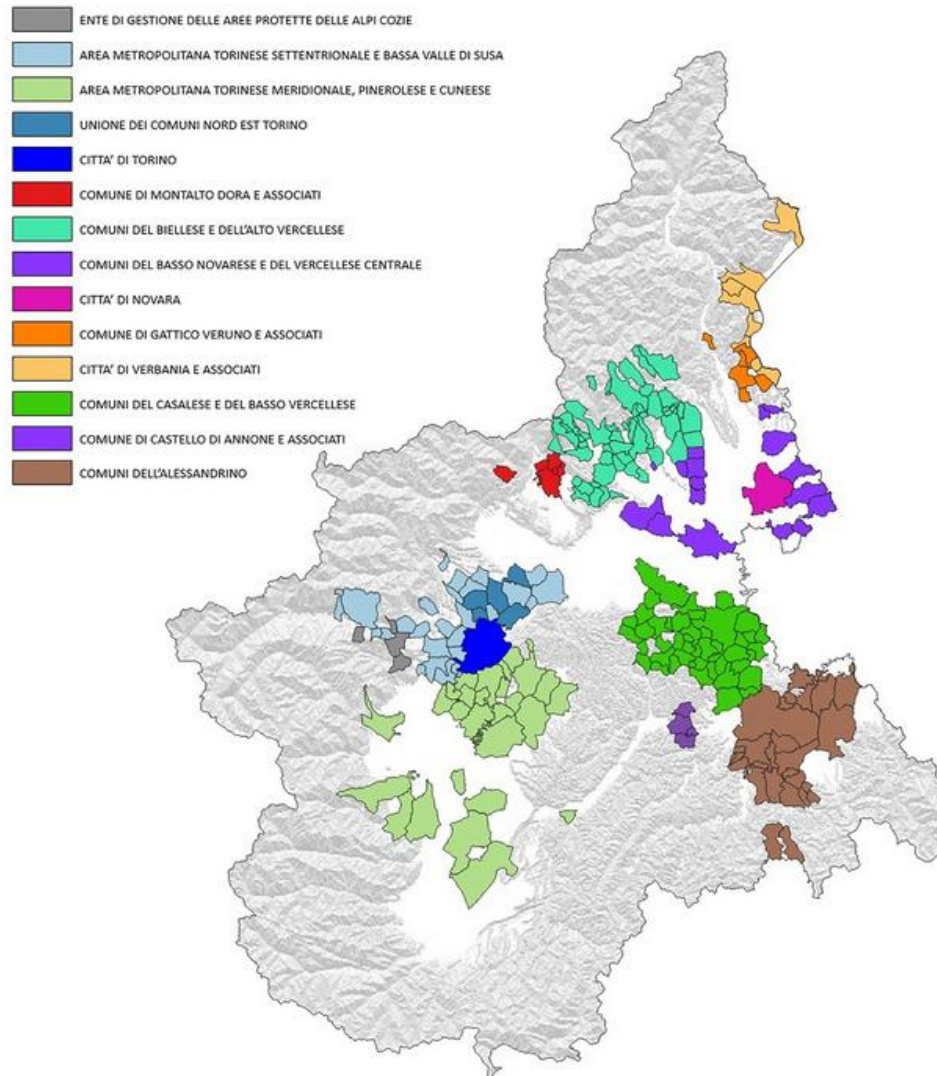 ENTE DI GESTIONE DELLE AREE PROTETTE DELLE ALPI COZIE
AREA METROPOLITANA TORINESE SETTENTRIONALE E BASSA VALLE DI SUSA
AREA METROPOLITANA TORINESE MERIDIONALE, PINEROLESE E CUNEESE
UNIONE DEI COMUNI NORD EST TORINO
CITTA' DI TORINO
COMUNE DI MONTALTO DORA E ASSOCIATI
COMUNI DEL BIELLESE E DELL'ALTO VERCELLESE
COMUNI DEL BASSO NOVARESE E DEL VERCELLESE CENTRALE
CITTA' DI NOVARA
COMUNE DI GATTICO VERUNO E ASSOCIATI
CITTA' DI VERBANIA E ASSOCIATI
COMUNI DEL CASALESE E DEL BASSO VERCELLESE
COMUNE DI CASTELLO DI ANNONE E ASSOCIATI
COMUNI DELL'ALESSANDRINO